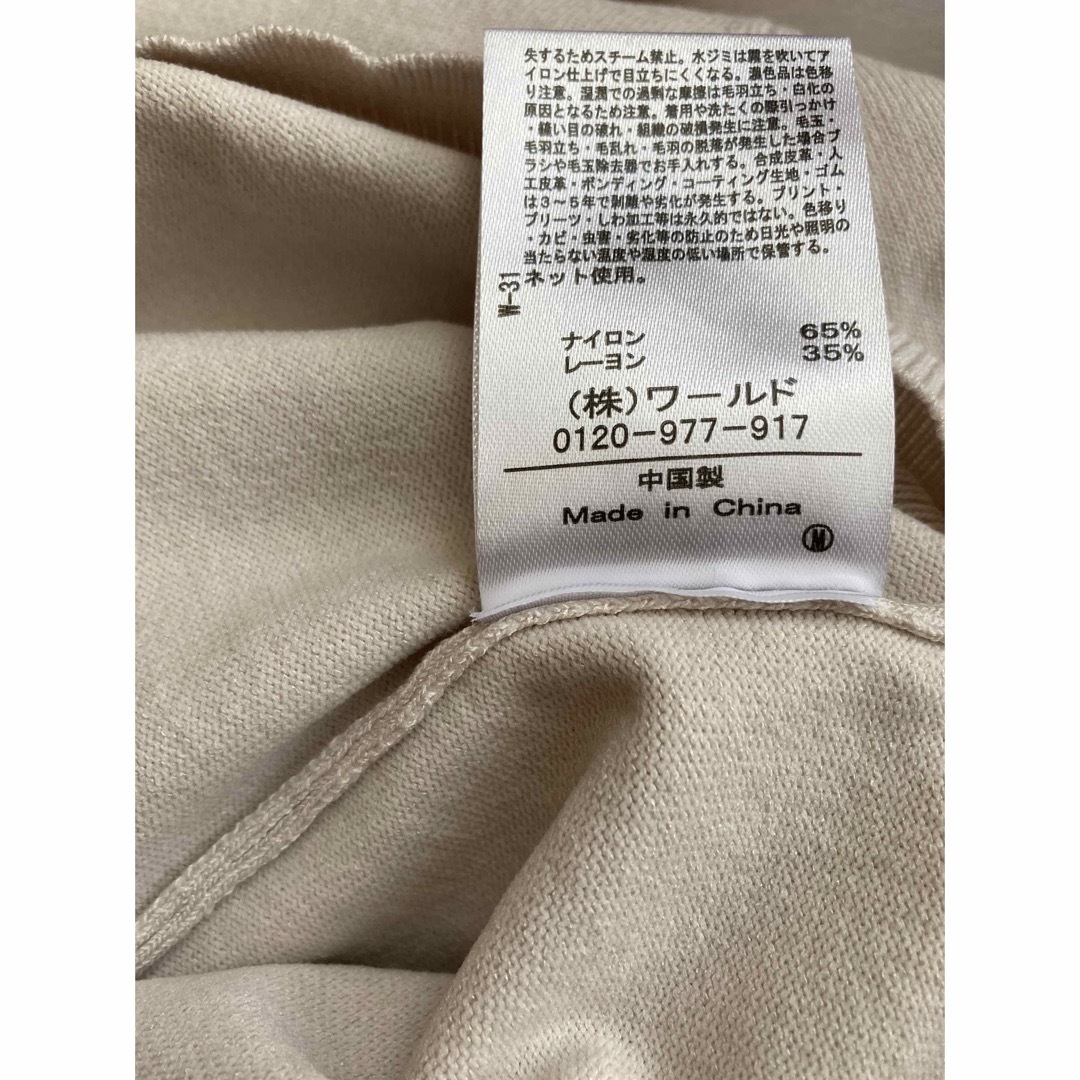 失するためスチーム禁止。水ジミは霧を吹いてア
イロン仕上げで目立ちにくくなる。濃色品は色移
り注意。湿潤での過剰な摩擦は毛羽立ち・白化の
原因となるため注意。着用や洗たくの際引っかけ
・縫い目の破れ・組織の破損発生に注意。毛玉・
毛羽立ち・毛乱れ・毛羽の脱落が発生した場合ブ
ラシや毛玉除去器でお手入れする。合成皮革・人
工皮革・ボンディング・コーティング生地・ゴム
は3〜5年で剥離や劣化が発生する。プリント・
プリーツ・しわ加工等は永久的ではない。色移り
・カビ・虫害・劣化等の防止のため日光や照明の
当たらない温度や湿度の低い場所で保管する。
ネット使用。
W-31
ナイロン 65%
レーヨン 35%
(株)ワールド
0120-977-917
中国製
Made in China
Ⓜ